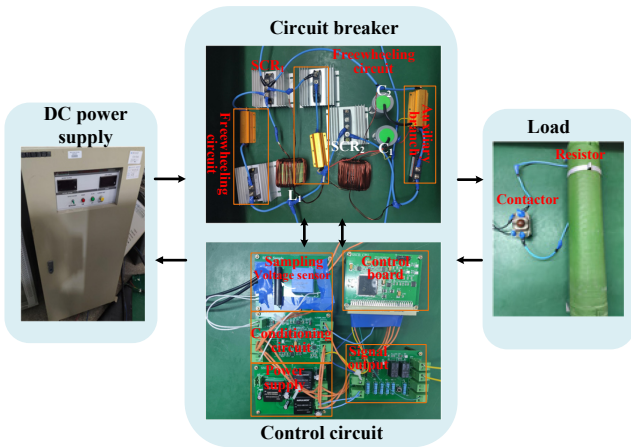 Circuit breaker
SCR₁
Freewheeling
circuit
C₂
Auxiliary
branch
Freewheeling
circuit
SCR₂
C₁
L₁
DC power
supply
Load
Resistor
Contactor
Sampling
Voltage sensor
Control
board
Conditioning
circuit
Signal
output
Power
supply
Control circuit